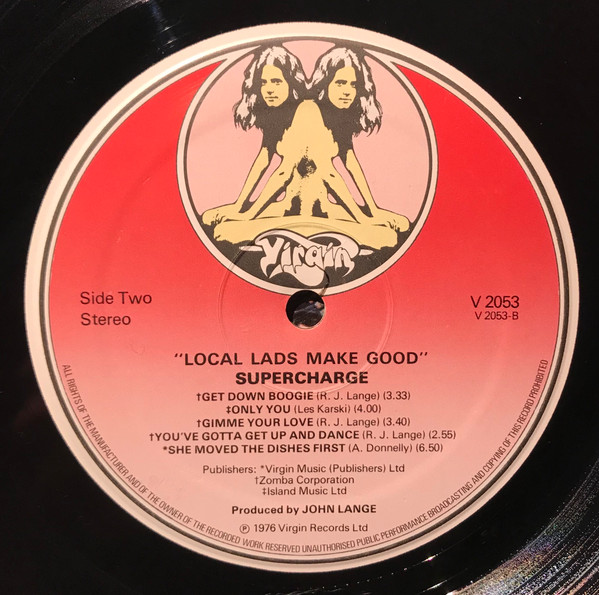 Virgin
Side Two
Stereo
V 2053
V 2053-B
"LOCAL LADS MAKE GOOD"
SUPERCHARGE
†GET DOWN BOOGIE (R. J. Lange) (3.33)
‡ONLY YOU (Les Karski) (4.00)
†GIMME YOUR LOVE (R. J. Lange) (3.40)
†YOU'VE GOTTA GET UP AND DANCE (R. J. Lange) (2.55)
*SHE MOVED THE DISHES FIRST (A. Donnelly) (6.50)
Publishers: *Virgin Music (Publishers) Ltd
†Zomba Corporation
‡Island Music Ltd
Produced by JOHN LANGE
℗ 1976 Virgin Records Ltd
ALL RIGHTS OF THE MANUFACTURER AND OF THE OWNER OF THE RECORDED WORK RESERVED UNAUTHORISED PUBLIC PERFORMANCE BROADCASTING AND COPYING OF THIS RECORD PROHIBITED